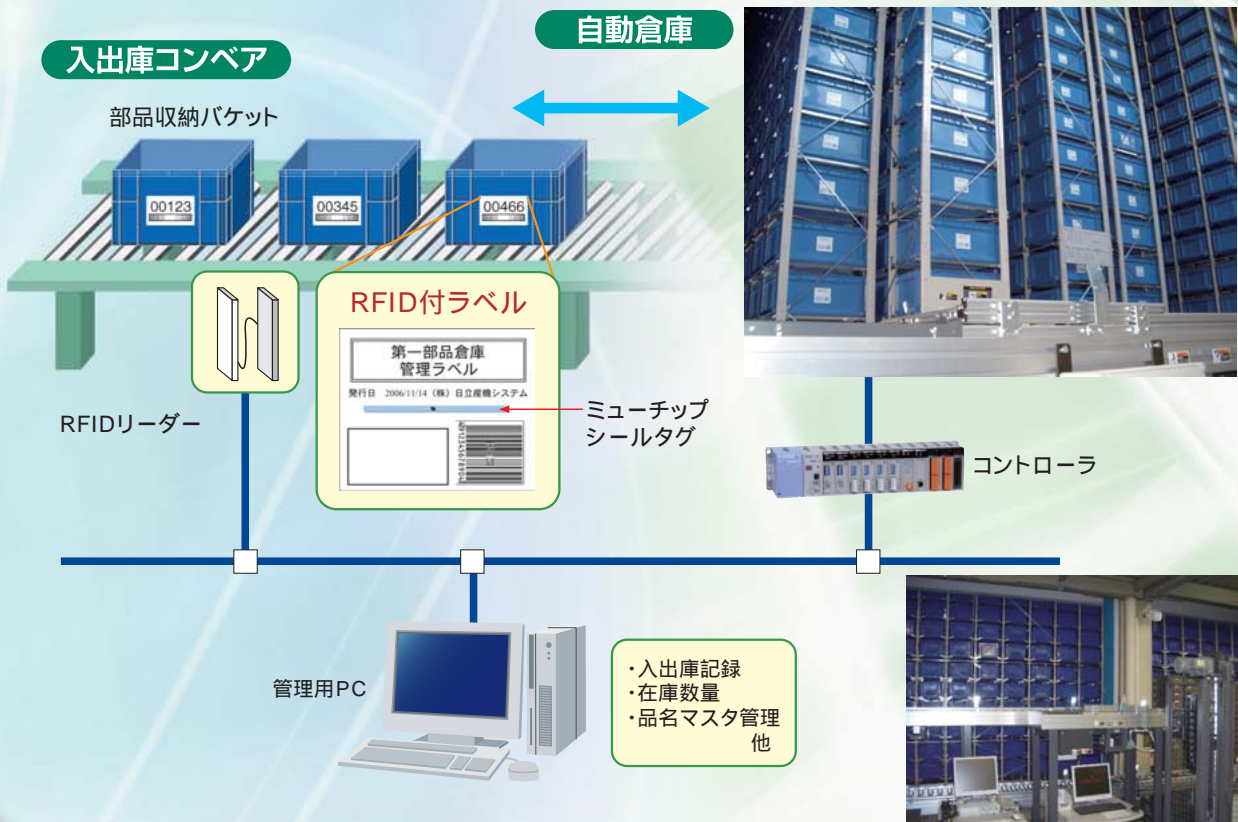 自動倉庫
入出庫コンベア
部品収納バケット
00123
00345
00466
RFID付ラベル
第一部品倉庫
管理ラベル
発行日 2006/11/14 (株) 日立産機システム
ミューチップ
シールタグ
RFIDリーダー
コントローラ
管理用PC
・入出庫記録
・在庫数量
・品名マスタ管理
他